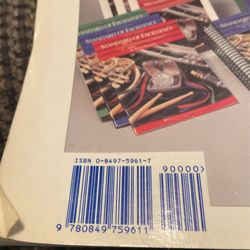 STANDARD OF EXCELLENCE
STANDARD OF EXCELLENCE
STANDARD OF EXCELLENCE
ISBN 0-8497-5961-7
90000>
9 780849 759611